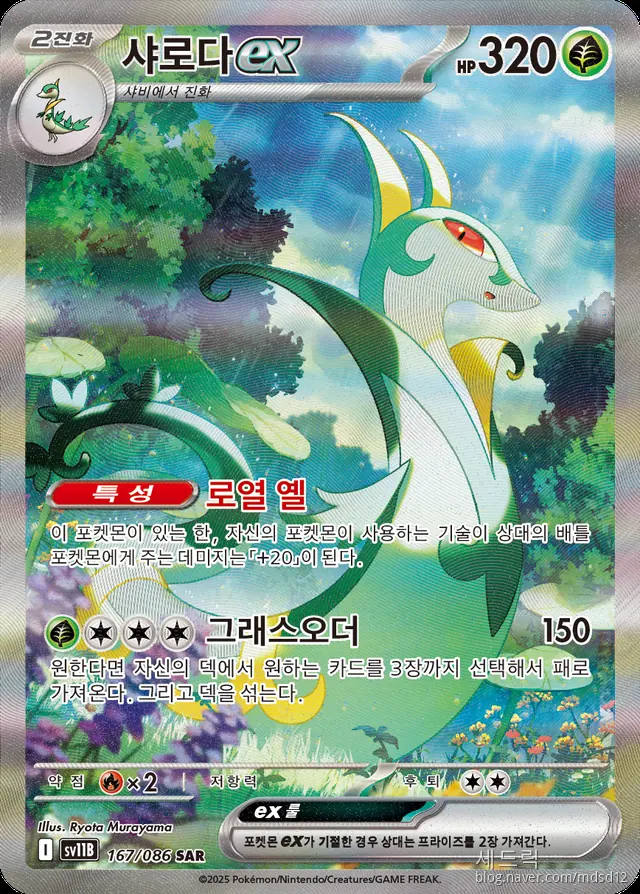 2진화
샤로다 ex
HP 320
샤비에서 진화
특성 로열 옐
이 포켓몬이 있는 한, 자신의 포켓몬이 사용하는 기술이 상대의 배틀
포켓몬에게 주는 데미지는「+20」이 된다.
그래스오더 150
원한다면 자신의 덱에서 원하는 카드를 3장까지 선택해서 패로
가져온다. 그리고 덱을 섞는다.
약점 ×2 저항력 후퇴
ex 룰
포켓몬 ex가 기절한 경우 상대는 프라이즈를 2장 가져간다.
Illus. Ryota Murayama
I sv11B 167/086 SAR
세드릭
blog.naver.com/mdsd12
©2025 Pokémon/Nintendo/Creatures/GAME FREAK.